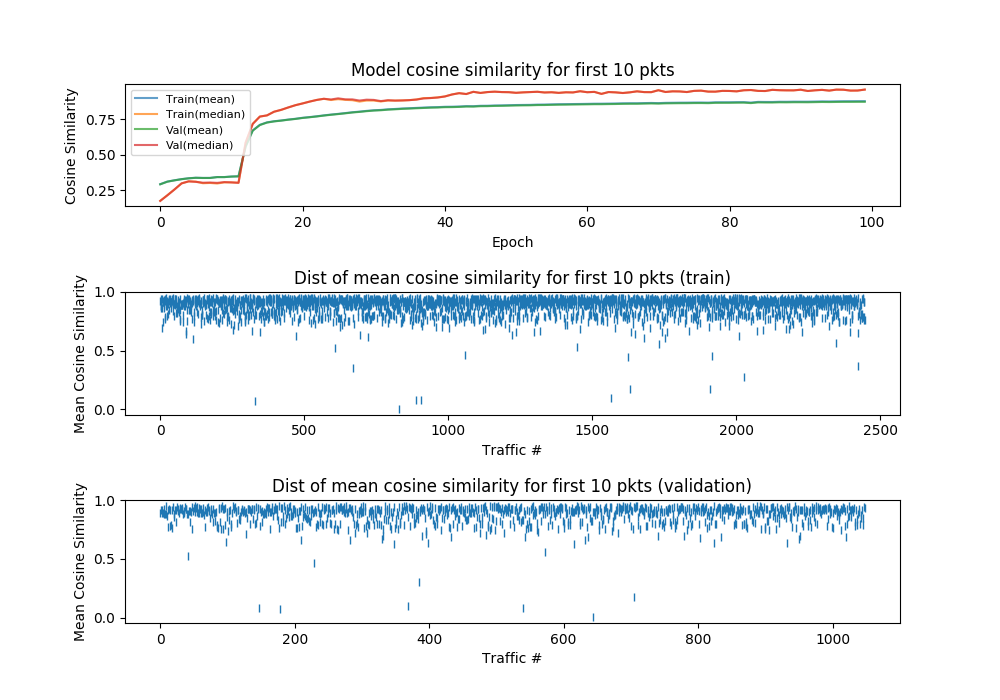 Model cosine similarity for first 10 pkts
Cosine Similarity
0.75
0.50
0.25
Train(mean)
Train(median)
Val(mean)
Val(median)
0 20 40 60 80 100
Epoch
Dist of mean cosine similarity for first 10 pkts (train)
Mean Cosine Similarity
1.0
0.5
0.0
0 500 1000 1500 2000 2500
Traffic #
Dist of mean cosine similarity for first 10 pkts (validation)
Mean Cosine Similarity
1.0
0.5
0.0
0 200 400 600 800 1000
Traffic #